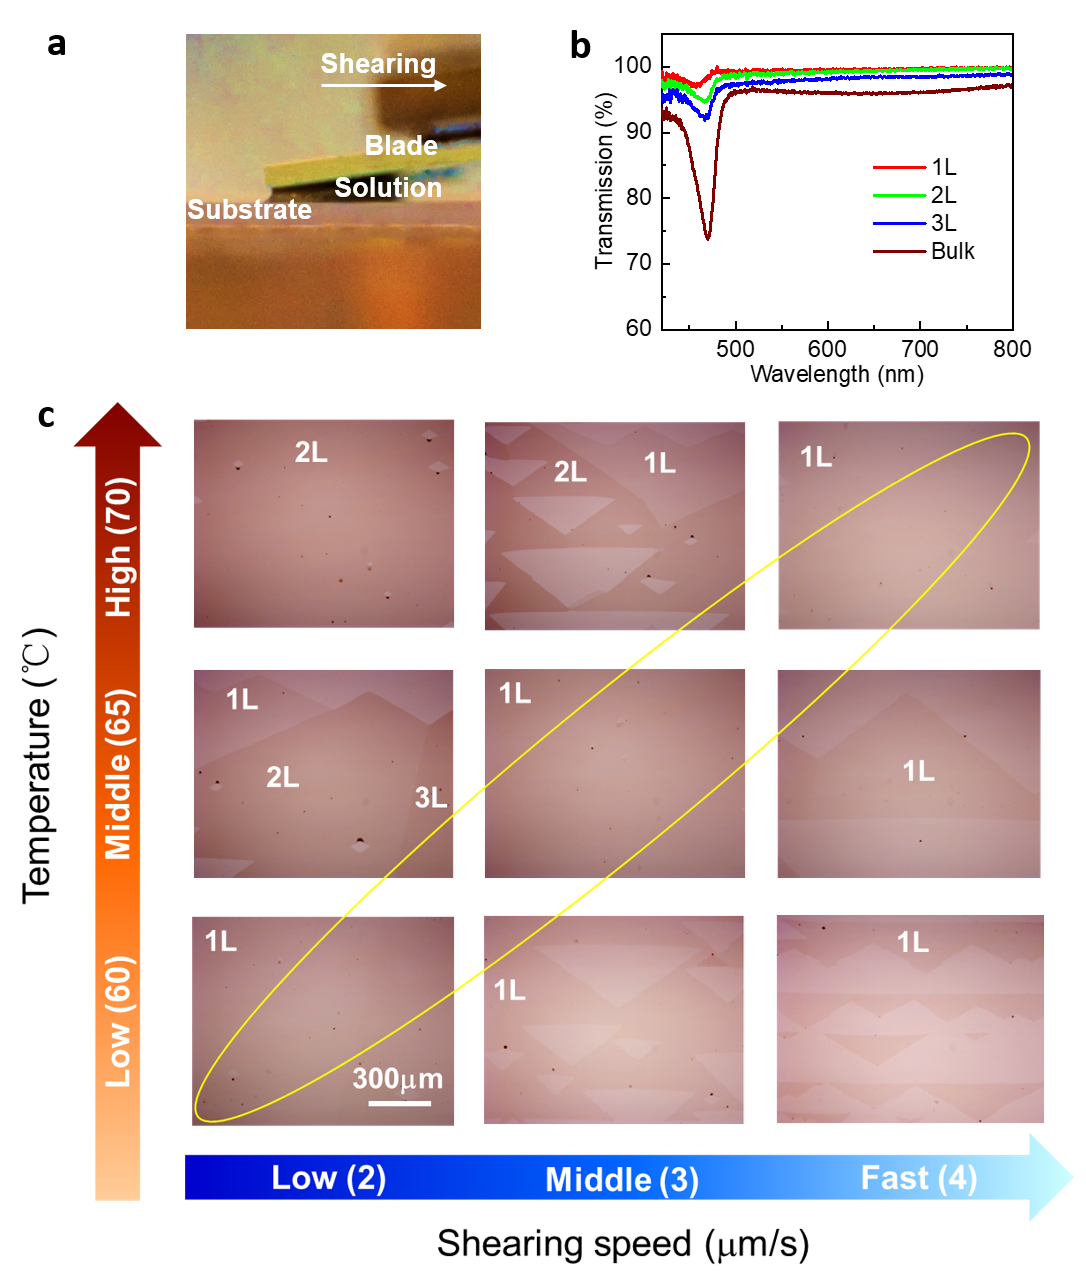 a
Shearing
Blade
Solution
Substrate
b
100
90
80
70
60
Transmission (%)
1L
2L
3L
Bulk
500
600
700
800
Wavelength (nm)
c
Temperature (℃)
High (70)
Middle (65)
Low (60)
2L
2L
1L
1L
1L
2L
3L
1L
1L
1L
300μm
1L
1L
Low (2)
Middle (3)
Fast (4)
Shearing speed (μm/s)